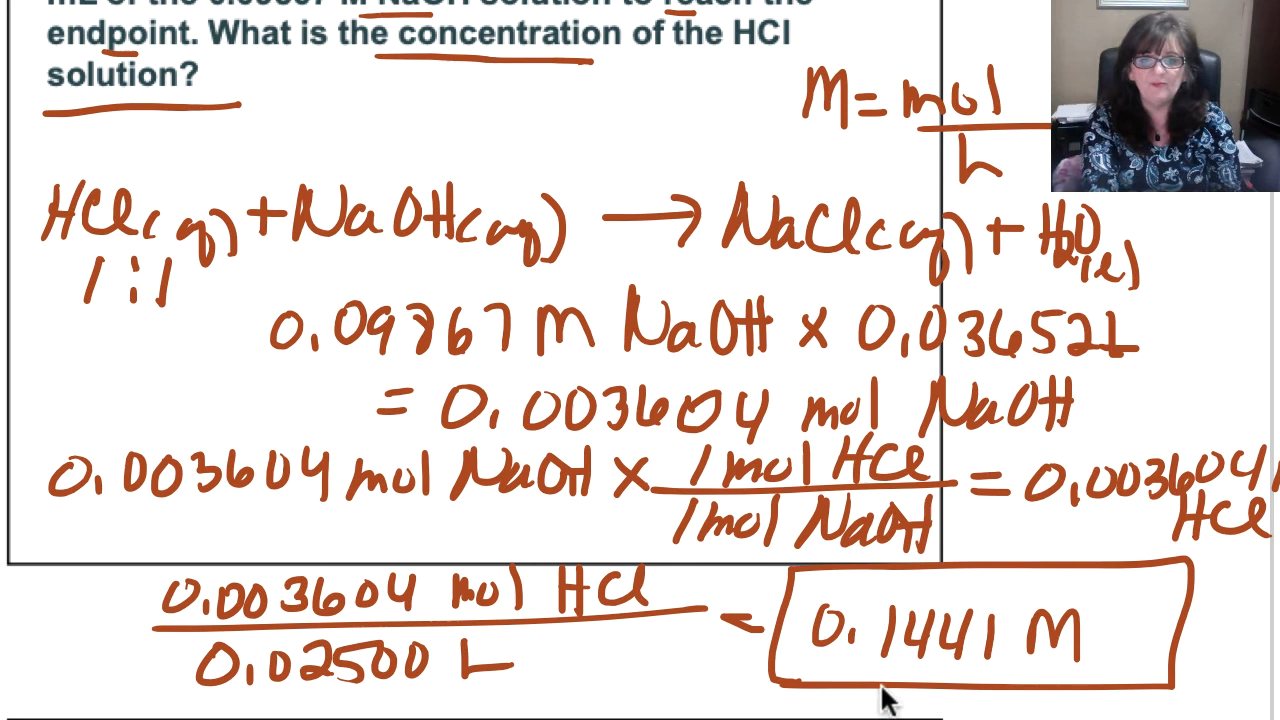 endpoint. What is the concentration of the HCl
solution?
M = mol
L
HCl(aq) + NaOH(aq) → NaCl(aq) + H2O(l)
1 : 1
0.09867 M NaOH x 0.03652 L
= 0.003604 mol NaOH
0.003604 mol NaOH x 1 mol HCl = 0.003604
1 mol NaOH HCl
0.003604 mol HCl
0.02500 L
= 0.1441 M